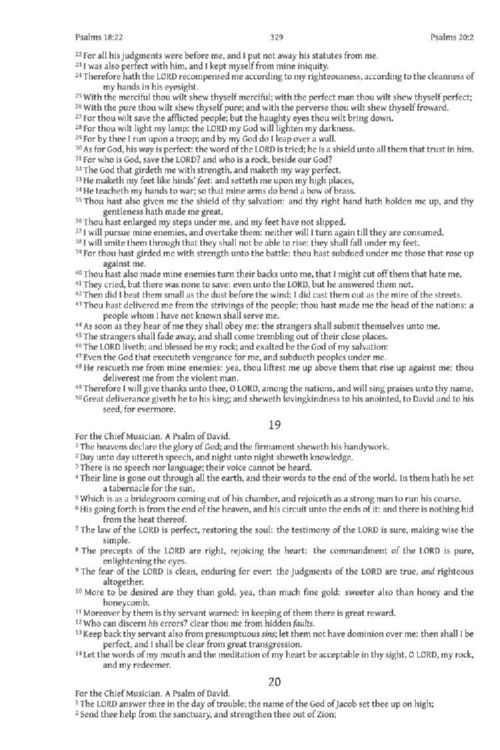 Psalms 18:22 329 Psalms 20:2
22 For all his judgments were before me, and I put not away his statutes from me.
23 I was also perfect with him, and I kept myself from mine iniquity.
24 Therefore hath the LORD recompensed me according to my righteousness, according to the cleanness of
my hands in his eyesight.
25 With the merciful thou wilt shew thyself merciful; with the perfect man thou wilt shew thyself perfect;
26 With the pure thou wilt shew thyself pure; and with the perverse thou wilt shew thyself froward.
27 For thou wilt save the afflicted people; but the haughty eyes thou wilt bring down.
28 For thou wilt light my lamp: the LORD my God will lighten my darkness.
29 For by thee I run upon a troop; and by my God do I leap over a wall.
30 As for God, his way is perfect: the word of the LORD is tried; he is a shield unto all them that trust in him.
31 For who is God, save the LORD? and who is a rock, beside our God?
32 The God that girdeth me with strength, and maketh my way perfect.
33 He maketh my feet like hinds' feet: and setteth me upon my high places,
34 He teacheth my hands to war; so that mine arms do bend a bow of brass.
35 Thou hast also given me the shield of thy salvation: and thy right hand hath holden me up, and thy
gentleness hath made me great.
36 Thou hast enlarged my steps under me, and my feet have not slipped.
37 I will pursue mine enemies, and overtake them: neither will I turn again till they are consumed.
38 I will smite them through that they shall not be able to rise: they shall fall under my feet.
39 For thou hast girded me with strength unto the battle: thou hast subdued under me those that rose up
against me.
40 Thou hast also made mine enemies turn their backs unto me, that I might cut off them that hate me.
41 They cried, but there was none to save: even unto the LORD, but he answered them not.
42 Then did I beat them small as the dust before the wind: I did cast them out as the mire of the streets.
43 Thou hast delivered me from the strivings of the people; thou hast made me the head of the nations: a
people whom I have not known shall serve me.
44 As soon as they hear of me they shall obey me: the strangers shall submit themselves unto me.
45 The strangers shall fade away, and shall come trembling out of their close places.
46 The LORD liveth; and blessed be my rock; and exalted be the God of my salvation:
47 Even the God that executeth vengeance for me, and subdueth peoples under me.
48 He rescueth me from mine enemies: yea, thou liftest me up above them that rise up against me: thou
deliverest me from the violent man.
49 Therefore I will give thanks unto thee, O LORD, among the nations, and will sing praises unto thy name.
50 Great deliverance giveth he to his king; and sheweth lovingkindness to his anointed, to David and to his
seed, for evermore.
19
For the Chief Musician. A Psalm of David.
1 The heavens declare the glory of God; and the firmament sheweth his handywork.
2 Day unto day uttereth speech, and night unto night sheweth knowledge.
3 There is no speech nor language; their voice cannot be heard.
4 Their line is gone out through all the earth, and their words to the end of the world. In them hath he set
a tabernacle for the sun,
5 Which is as a bridegroom coming out of his chamber, and rejoiceth as a strong man to run his course.
6 His going forth is from the end of the heaven, and his circuit unto the ends of it: and there is nothing hid
from the heat thereof.
7 The law of the LORD is perfect, restoring the soul: the testimony of the LORD is sure, making wise the
simple.
8 The precepts of the LORD are right, rejoicing the heart: the commandment of the LORD is pure,
enlightening the eyes.
9 The fear of the LORD is clean, enduring for ever: the judgments of the LORD are true, and righteous
altogether.
10 More to be desired are they than gold, yea, than much fine gold: sweeter also than honey and the
honeycomb.
11 Moreover by them is thy servant warned: in keeping of them there is great reward.
12 Who can discern his errors? clear thou me from hidden faults.
13 Keep back thy servant also from presumptuous sins; let them not have dominion over me: then shall I be
perfect, and I shall be clear from great transgression.
14 Let the words of my mouth and the meditation of my heart be acceptable in thy sight, O LORD, my rock,
and my redeemer.
20
For the Chief Musician. A Psalm of David.
1 The LORD answer thee in the day of trouble; the name of the God of Jacob set thee up on high;
2 Send thee help from the sanctuary, and strengthen thee out of Zion;